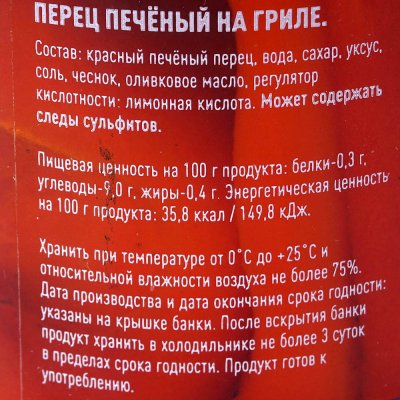 ПЕРЕЦ ПЕЧЁНЫЙ НА ГРИЛЕ.
Состав: красный печёный перец, вода, сахар, уксус,
соль, чеснок, оливковое масло, регулятор
кислотности: лимонная кислота. Может содержать
следы сульфитов.
Пищевая ценность на 100 г продукта: белки-0,3 г,
углеводы-9,0 г, жиры-0,4 г. Энергетическая ценность
на 100 г продукта: 35,8 ккал / 149,8 кДж.
Хранить при температуре от 0˚С до +25˚С и
относительной влажности воздуха не более 75%.
Дата производства и дата окончания срока годности:
указаны на крышке банки. После вскрытия банки
продукт хранить в холодильнике не более 3 суток
в пределах срока годности. Продукт готов к
употреблению.